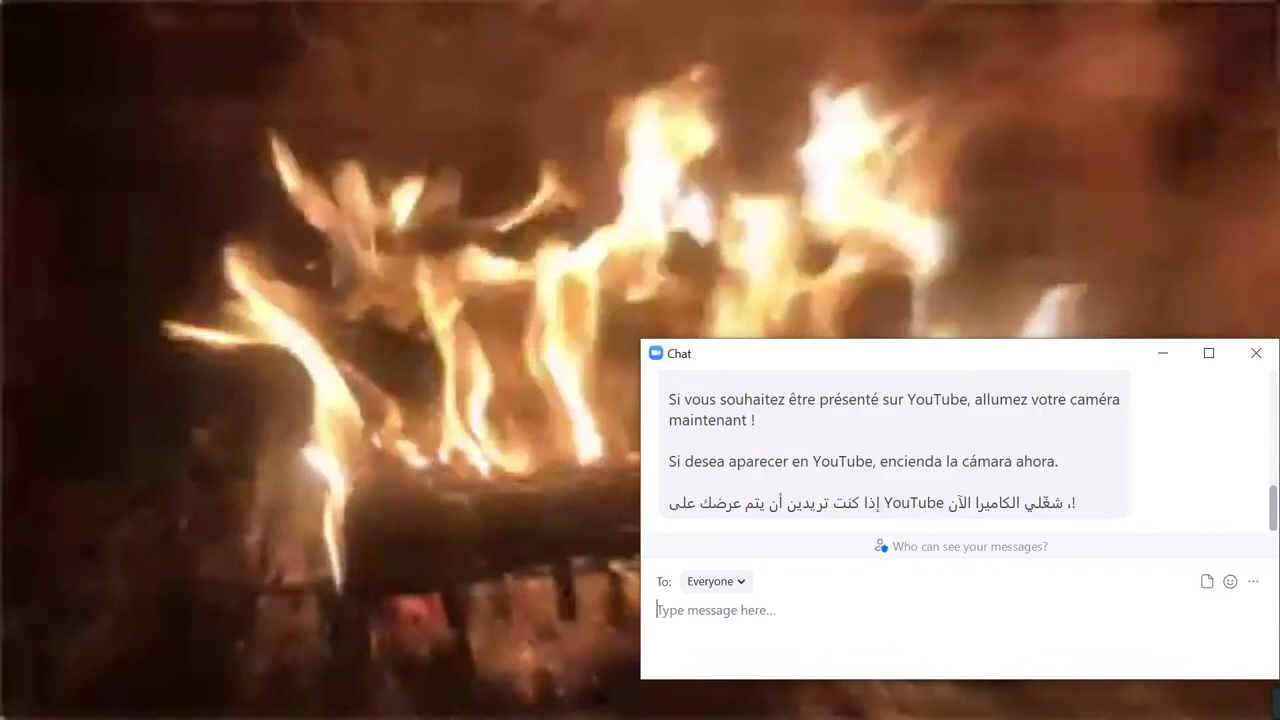 Chat
Si vous souhaitez être présenté sur YouTube, allumez votre caméra
maintenant !
Si desea aparecer en YouTube, encienda la cámara ahora.
إذا كنت تريدين أن يتم عرضك على YouTube شغّلي الكاميرا الآن ،!
Who can see your messages?
To: Everyone
Type message here...